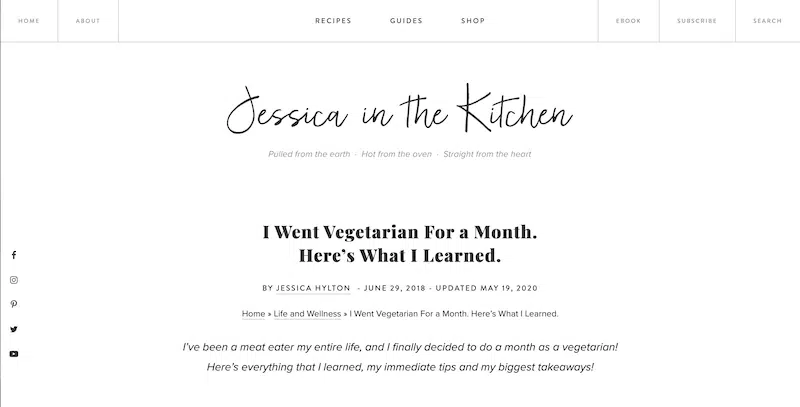 HOME ABOUT RECIPES GUIDES SHOP EBOOK SUBSCRIBE SEARCH
Jessica in the Kitchen
Pulled from the earth · Hot from the oven · Straight from the heart
I Went Vegetarian For a Month.
Here's What I Learned.
BY JESSICA HYLTON - JUNE 29, 2018 - UPDATED MAY 19, 2020
Home » Life and Wellness » I Went Vegetarian For a Month. Here's What I Learned.
I've been a meat eater my entire life, and I finally decided to do a month as a vegetarian!
Here's everything that I learned, my immediate tips and my biggest takeaways!